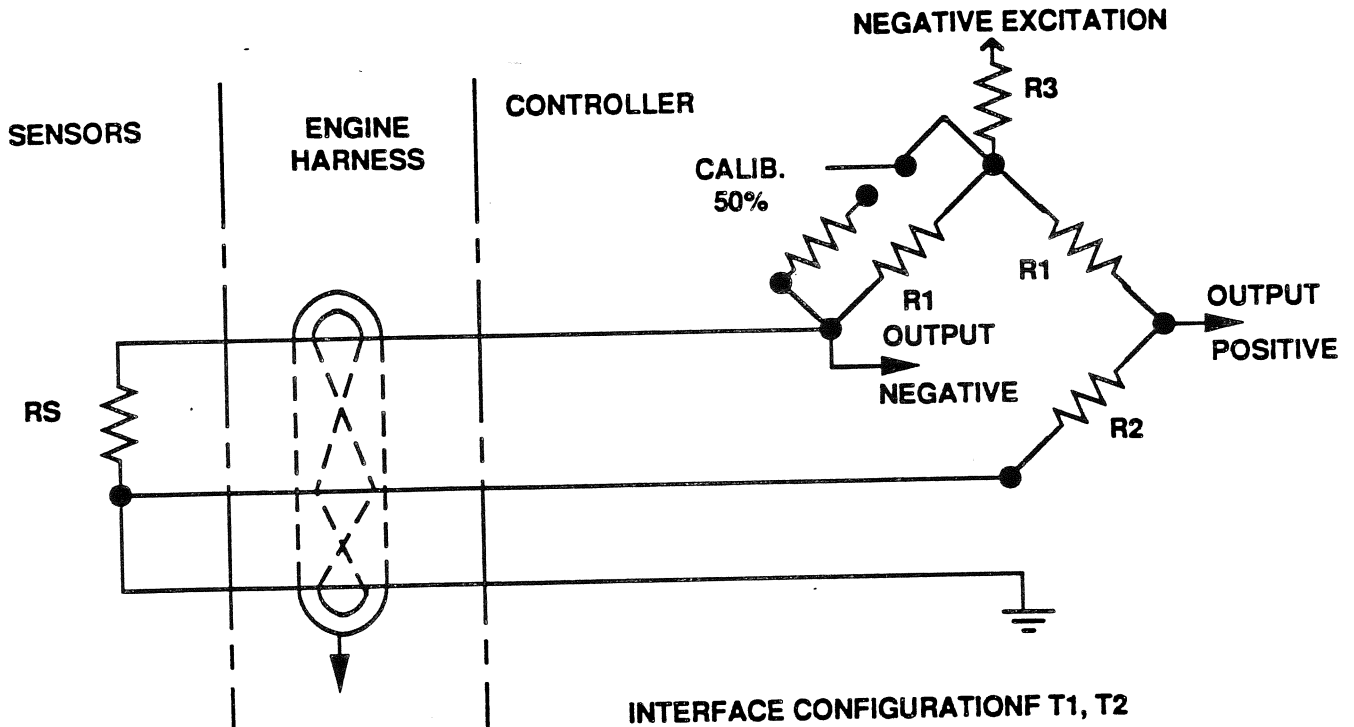 NEGATIVE EXCITATION
R3
SENSORS
ENGINE
HARNESS
CONTROLLER
CALIB.
50%
R1
R1
OUTPUT
POSITIVE
OUTPUT
NEGATIVE
RS
R2
INTERFACE CONFIGURATIONF T1, T2